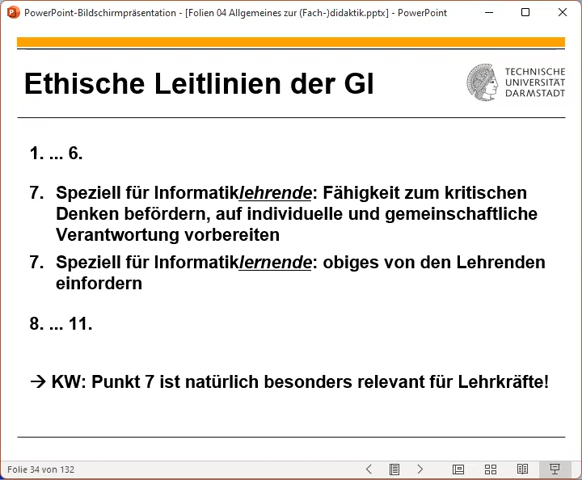 PowerPoint-Bildschirmpräsentation - [Folien 04 Allgemeines zur (Fach-)didaktik.pptx] - PowerPoint
Ethische Leitlinien der GI
TECHNISCHE
UNIVERSITÄT
DARMSTADT
1. ... 6.
7. Speziell für Informatiklehrende: Fähigkeit zum kritischen
Denken befördern, auf individuelle und gemeinschaftliche
Verantwortung vorbereiten
7. Speziell für Informatiklernende: obiges von den Lehrenden
einfordern
8. ... 11.
→ KW: Punkt 7 ist natürlich besonders relevant für Lehrkräfte!
Folie 34 von 132